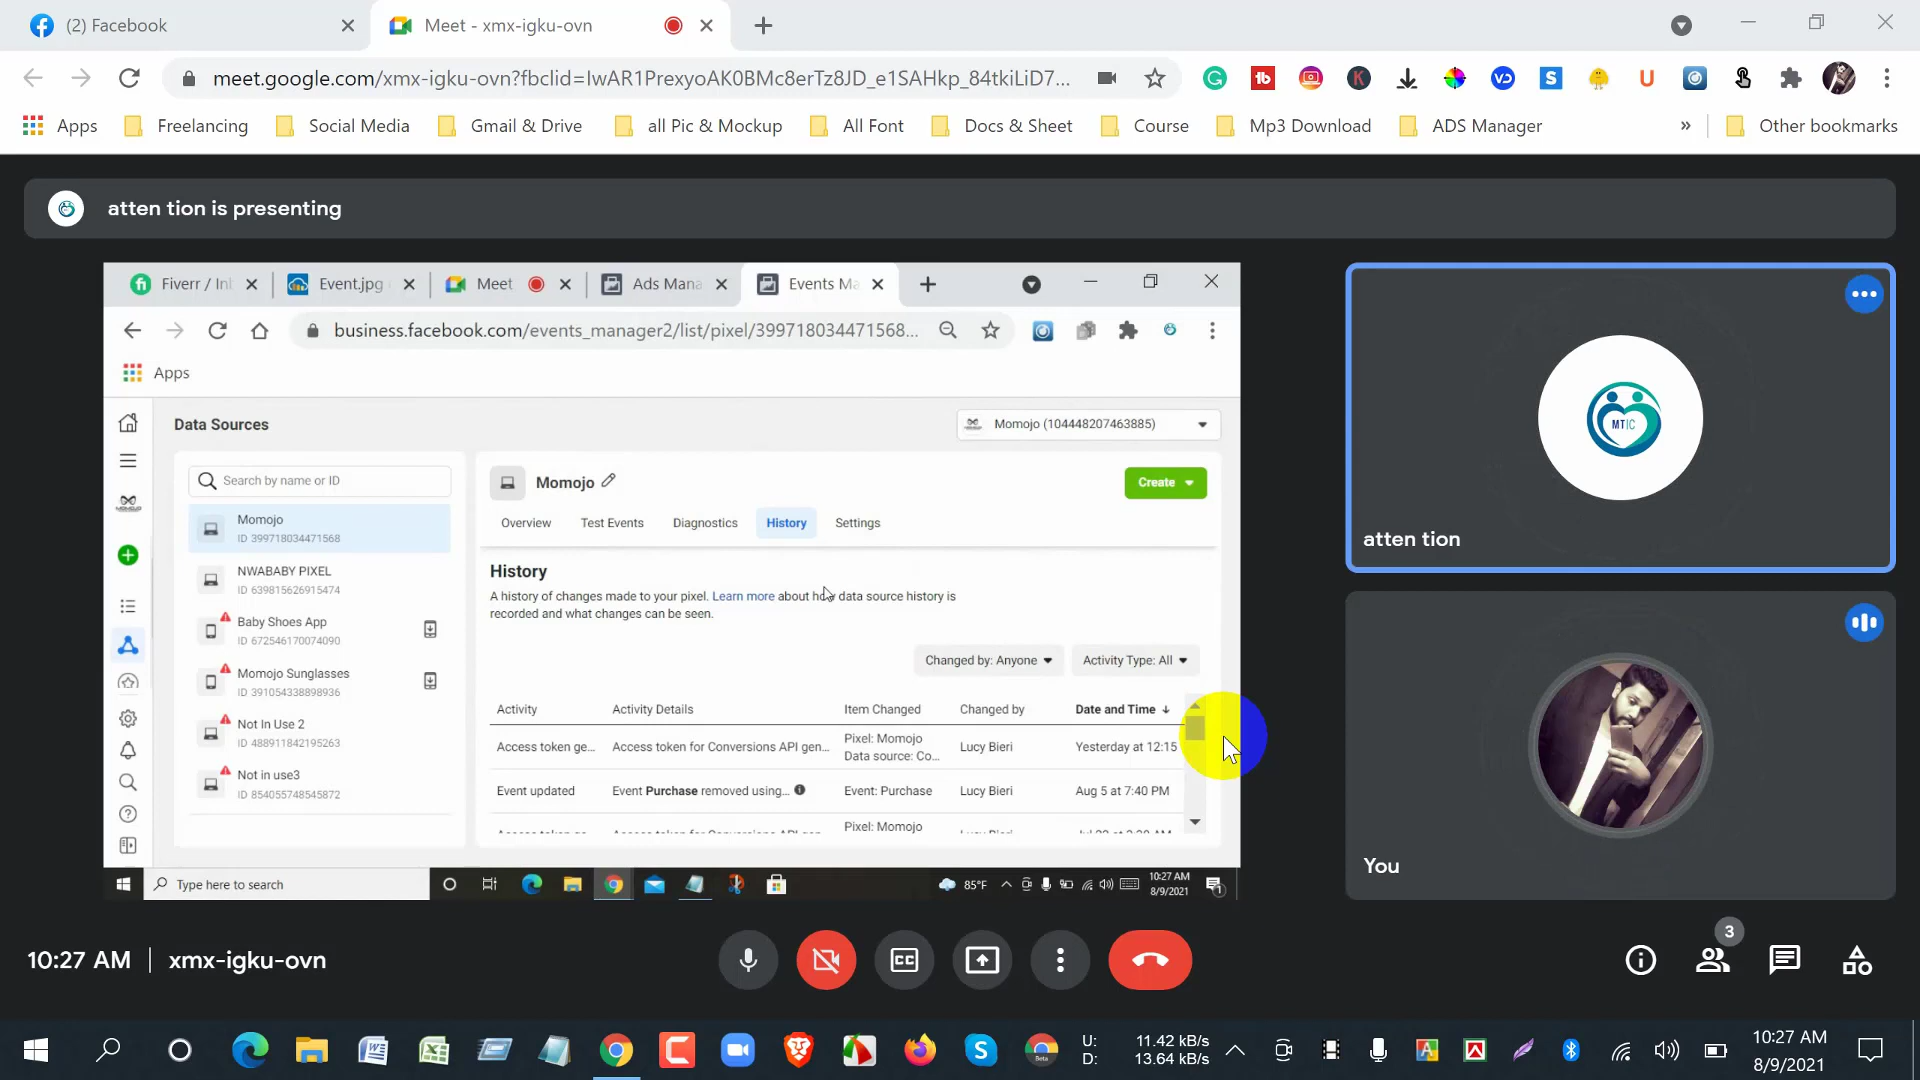 (2) Facebook
Meet - xmx-igku-ovn
meet.google.com/xmx-igku-ovn?fbclid=IwAR1PrexyoAK0BMc8erTz8JD_e1SAHkp_84tkiLiD7...
Apps
Freelancing
Social Media
Gmail & Drive
all Pic & Mockup
All Font
Docs & Sheet
Course
Mp3 Download
ADS Manager
»
Other bookmarks
atten tion is presenting
Fiverr / Inl
Event.jpg
Meet
Ads Mana
Events Ma
business.facebook.com/events_manager2/list/pixel/399718034471568...
Apps
Data Sources
Momojo (104448207463885)
Search by name or ID
Momojo
ID 399718034471568
NWABABY PIXEL
ID 639815626915474
Baby Shoes App
ID 672546170074090
Momojo Sunglasses
ID 391054338898936
Not In Use 2
ID 488911842195263
Not in use3
ID 854055748545872
Momojo
Create
Overview
Test Events
Diagnostics
History
Settings
History
A history of changes made to your pixel. Learn more about how data source history is
recorded and what changes can be seen.
Changed by: Anyone
Activity Type: All
Activity
Activity Details
Item Changed
Changed by
Date and Time
Access token ge...
Access token for Conversions API gen...
Pixel: Momojo
Data source: Co...
Lucy Bieri
Yesterday at 12:15
Event updated
Event Purchase removed using...
Event: Purchase
Lucy Bieri
Aug 5 at 7:40 PM
Pixel: Momojo
Type here to search
85°F
10:27 AM
8/9/2021
MTIC
atten tion
You
10:27 AM
xmx-igku-ovn
CC
3
U: 11.42 kB/s
D: 13.64 kB/s
10:27 AM
8/9/2021